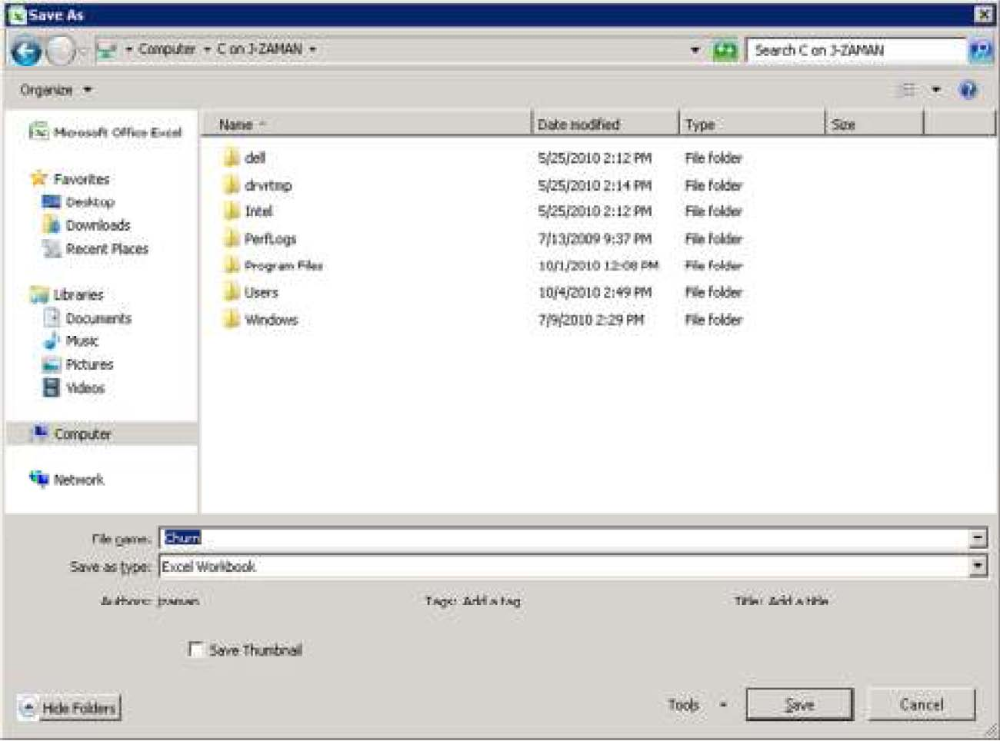 Save As
Computer C on J-ZAMAN
Search C on J-ZAMAN
Organize
Microsoft Office Excel
Favorites
Desktop
Downloads
Recent Places
Libraries
Documents
Music
Pictures
Videos
Computer
Network
Name Date modified Type Size
dell 5/25/2010 2:12 PM File folder
drvrtmp 5/25/2010 2:14 PM File folder
Intel 5/25/2010 2:12 PM File folder
PerfLogs 7/13/2009 9:37 PM File folder
Program Files 10/1/2010 12:08 PM File folder
Users 10/4/2010 2:49 PM File folder
Windows 7/9/2010 2:29 PM File folder
File name: Churn
Save as type: Excel Workbook
Authors: jzaman Tags: Add a tag Title: Add a title
Save Thumbnail
Hide Folders Tools Save Cancel